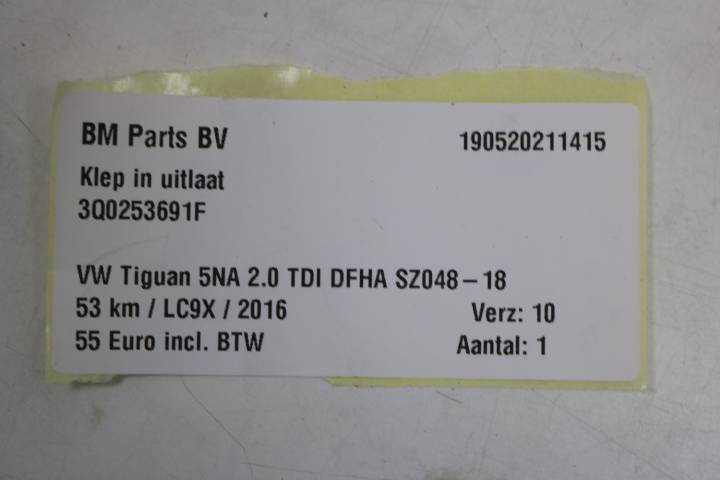 BM Parts BV 190520211415
Klep in uitlaat
3Q0253691F
VW Tiguan 5NA 2.0 TDI DFHA SZ048-18
53 km / LC9X / 2016 Verz: 10
55 Euro incl. BTW Aantal: 1